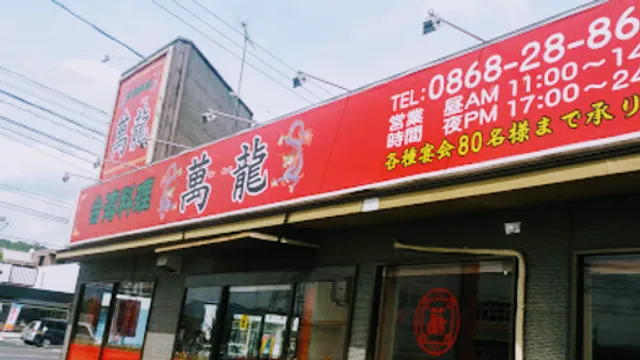 萬龍
台湾料理 萬龍
TEL: 0868-28-86
営業時間 昼AM 11:00〜14
夜PM 17:00〜24
各種宴会80名様まで承り